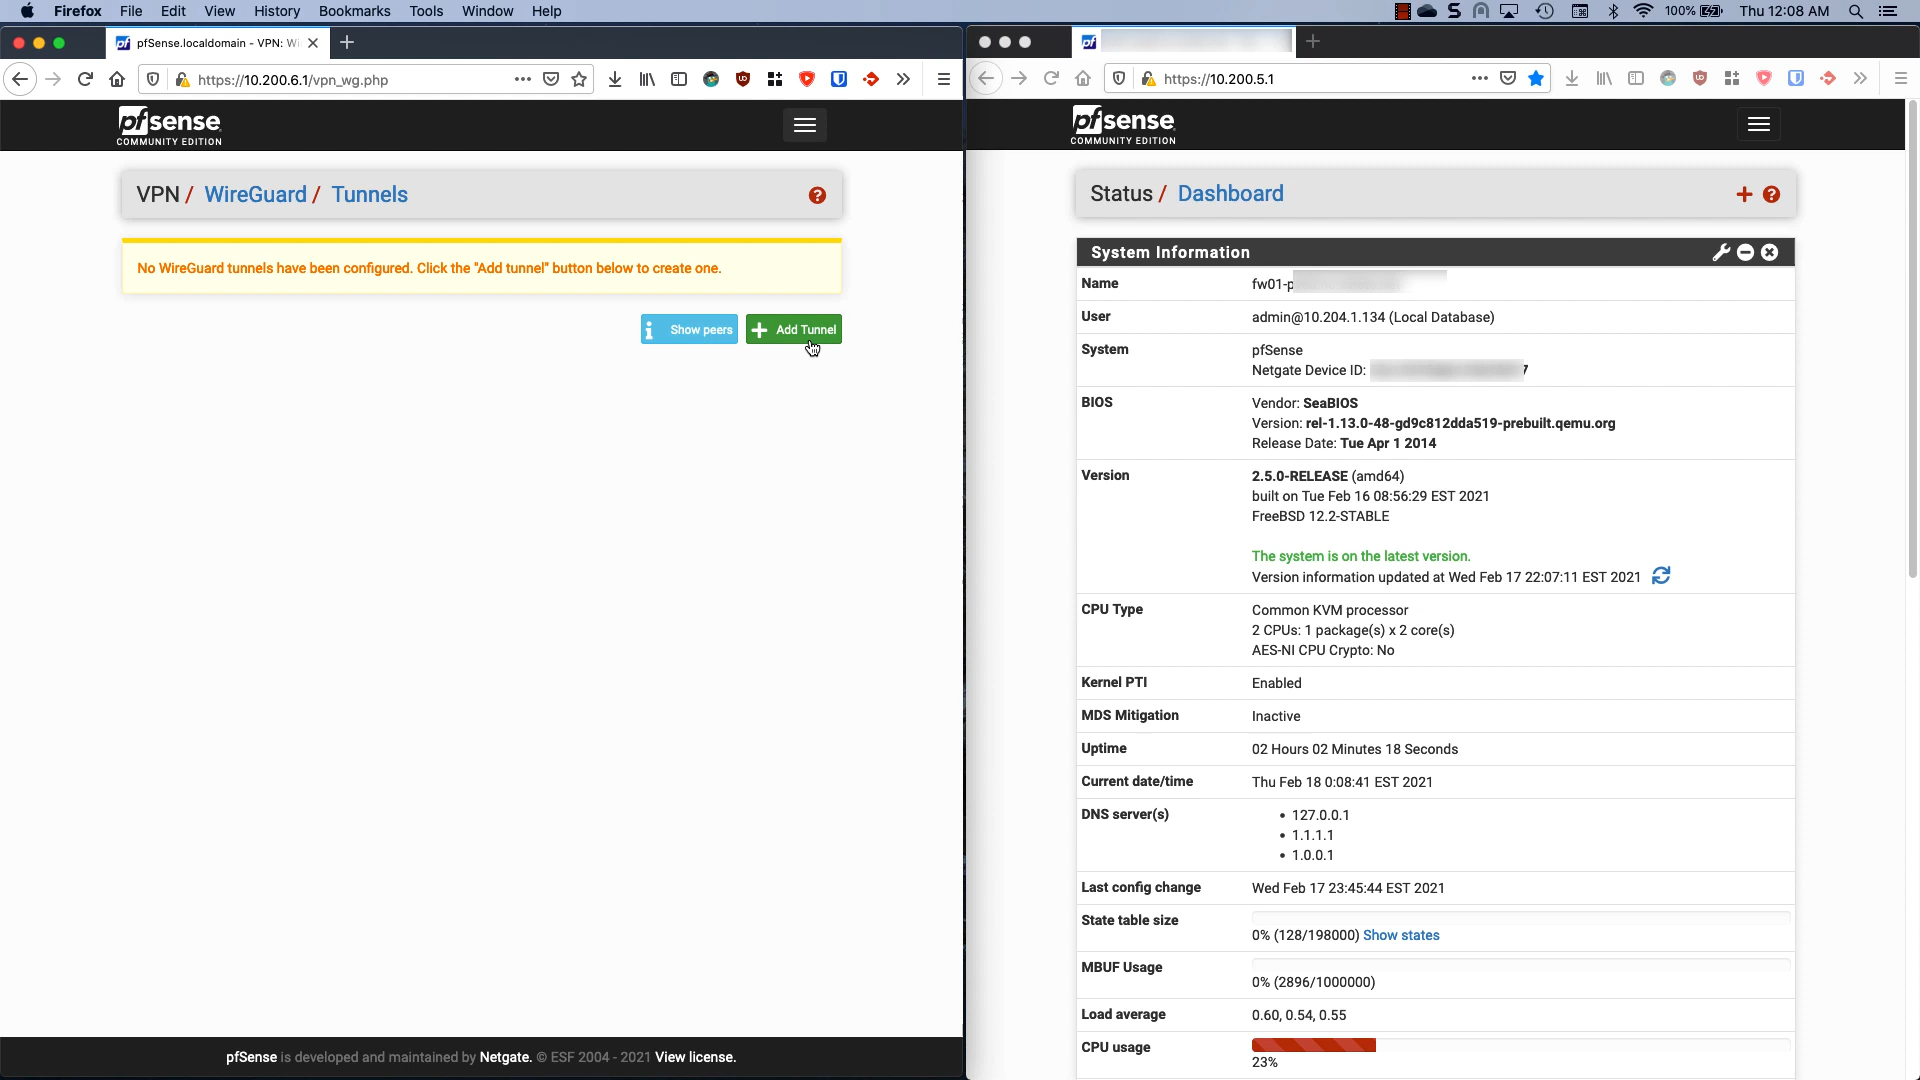 Firefox File Edit View History Bookmarks Tools Window Help
100% Thu 12:08 AM
pfSense.localdomain - VPN: Wi
https://10.200.6.1/vpn_wg.php
pfsense
COMMUNITY EDITION
VPN / WireGuard / Tunnels
No WireGuard tunnels have been configured. Click the "Add tunnel" button below to create one.
Show peers
Add Tunnel
pfSense is developed and maintained by Netgate. © ESF 2004 - 2021 View license.
https://10.200.5.1
pfsense
COMMUNITY EDITION
Status / Dashboard
System Information
Name fw01-p
User admin@10.204.1.134 (Local Database)
System pfSense
Netgate Device ID: 7
BIOS Vendor: SeaBIOS
Version: rel-1.13.0-48-gd9c812dda519-prebuilt.qemu.org
Release Date: Tue Apr 1 2014
Version 2.5.0-RELEASE (amd64)
built on Tue Feb 16 08:56:29 EST 2021
FreeBSD 12.2-STABLE
The system is on the latest version.
Version information updated at Wed Feb 17 22:07:11 EST 2021
CPU Type Common KVM processor
2 CPUs: 1 package(s) x 2 core(s)
AES-NI CPU Crypto: No
Kernel PTI Enabled
MDS Mitigation Inactive
Uptime 02 Hours 02 Minutes 18 Seconds
Current date/time Thu Feb 18 0:08:41 EST 2021
DNS server(s) • 127.0.0.1
• 1.1.1.1
• 1.0.0.1
Last config change Wed Feb 17 23:45:44 EST 2021
State table size
0% (128/198000) Show states
MBUF Usage
0% (2896/1000000)
Load average 0.60, 0.54, 0.55
CPU usage
23%